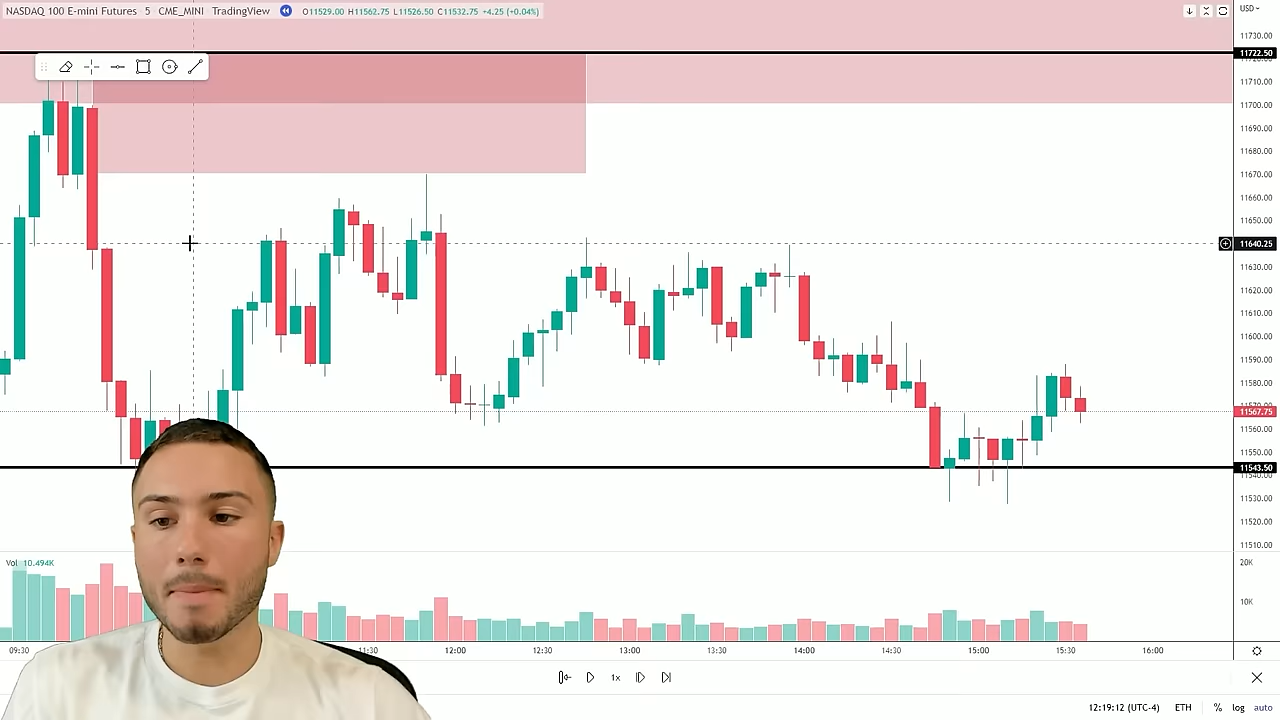 NASDAQ 100 E-mini Futures · 5 · CME_MINI TradingView O11529.00 H11562.75 L11526.50 C11532.75 +4.25 (+0.04%)
USD
11730.00
11722.50
11710.00
11700.00
11690.00
11680.00
11670.00
11660.00
11650.00
11640.25
11630.00
11620.00
11610.00
11600.00
11590.00
11580.00
11567.75
11560.00
11550.00
11543.50
11530.00
11520.00
11510.00
Vol 10.494K
20K
10K
09:30 11:30 12:00 12:30 13:00 13:30 14:00 14:30 15:00 15:30 16:00
1x
12:19:12 (UTC-4) ETH % log auto